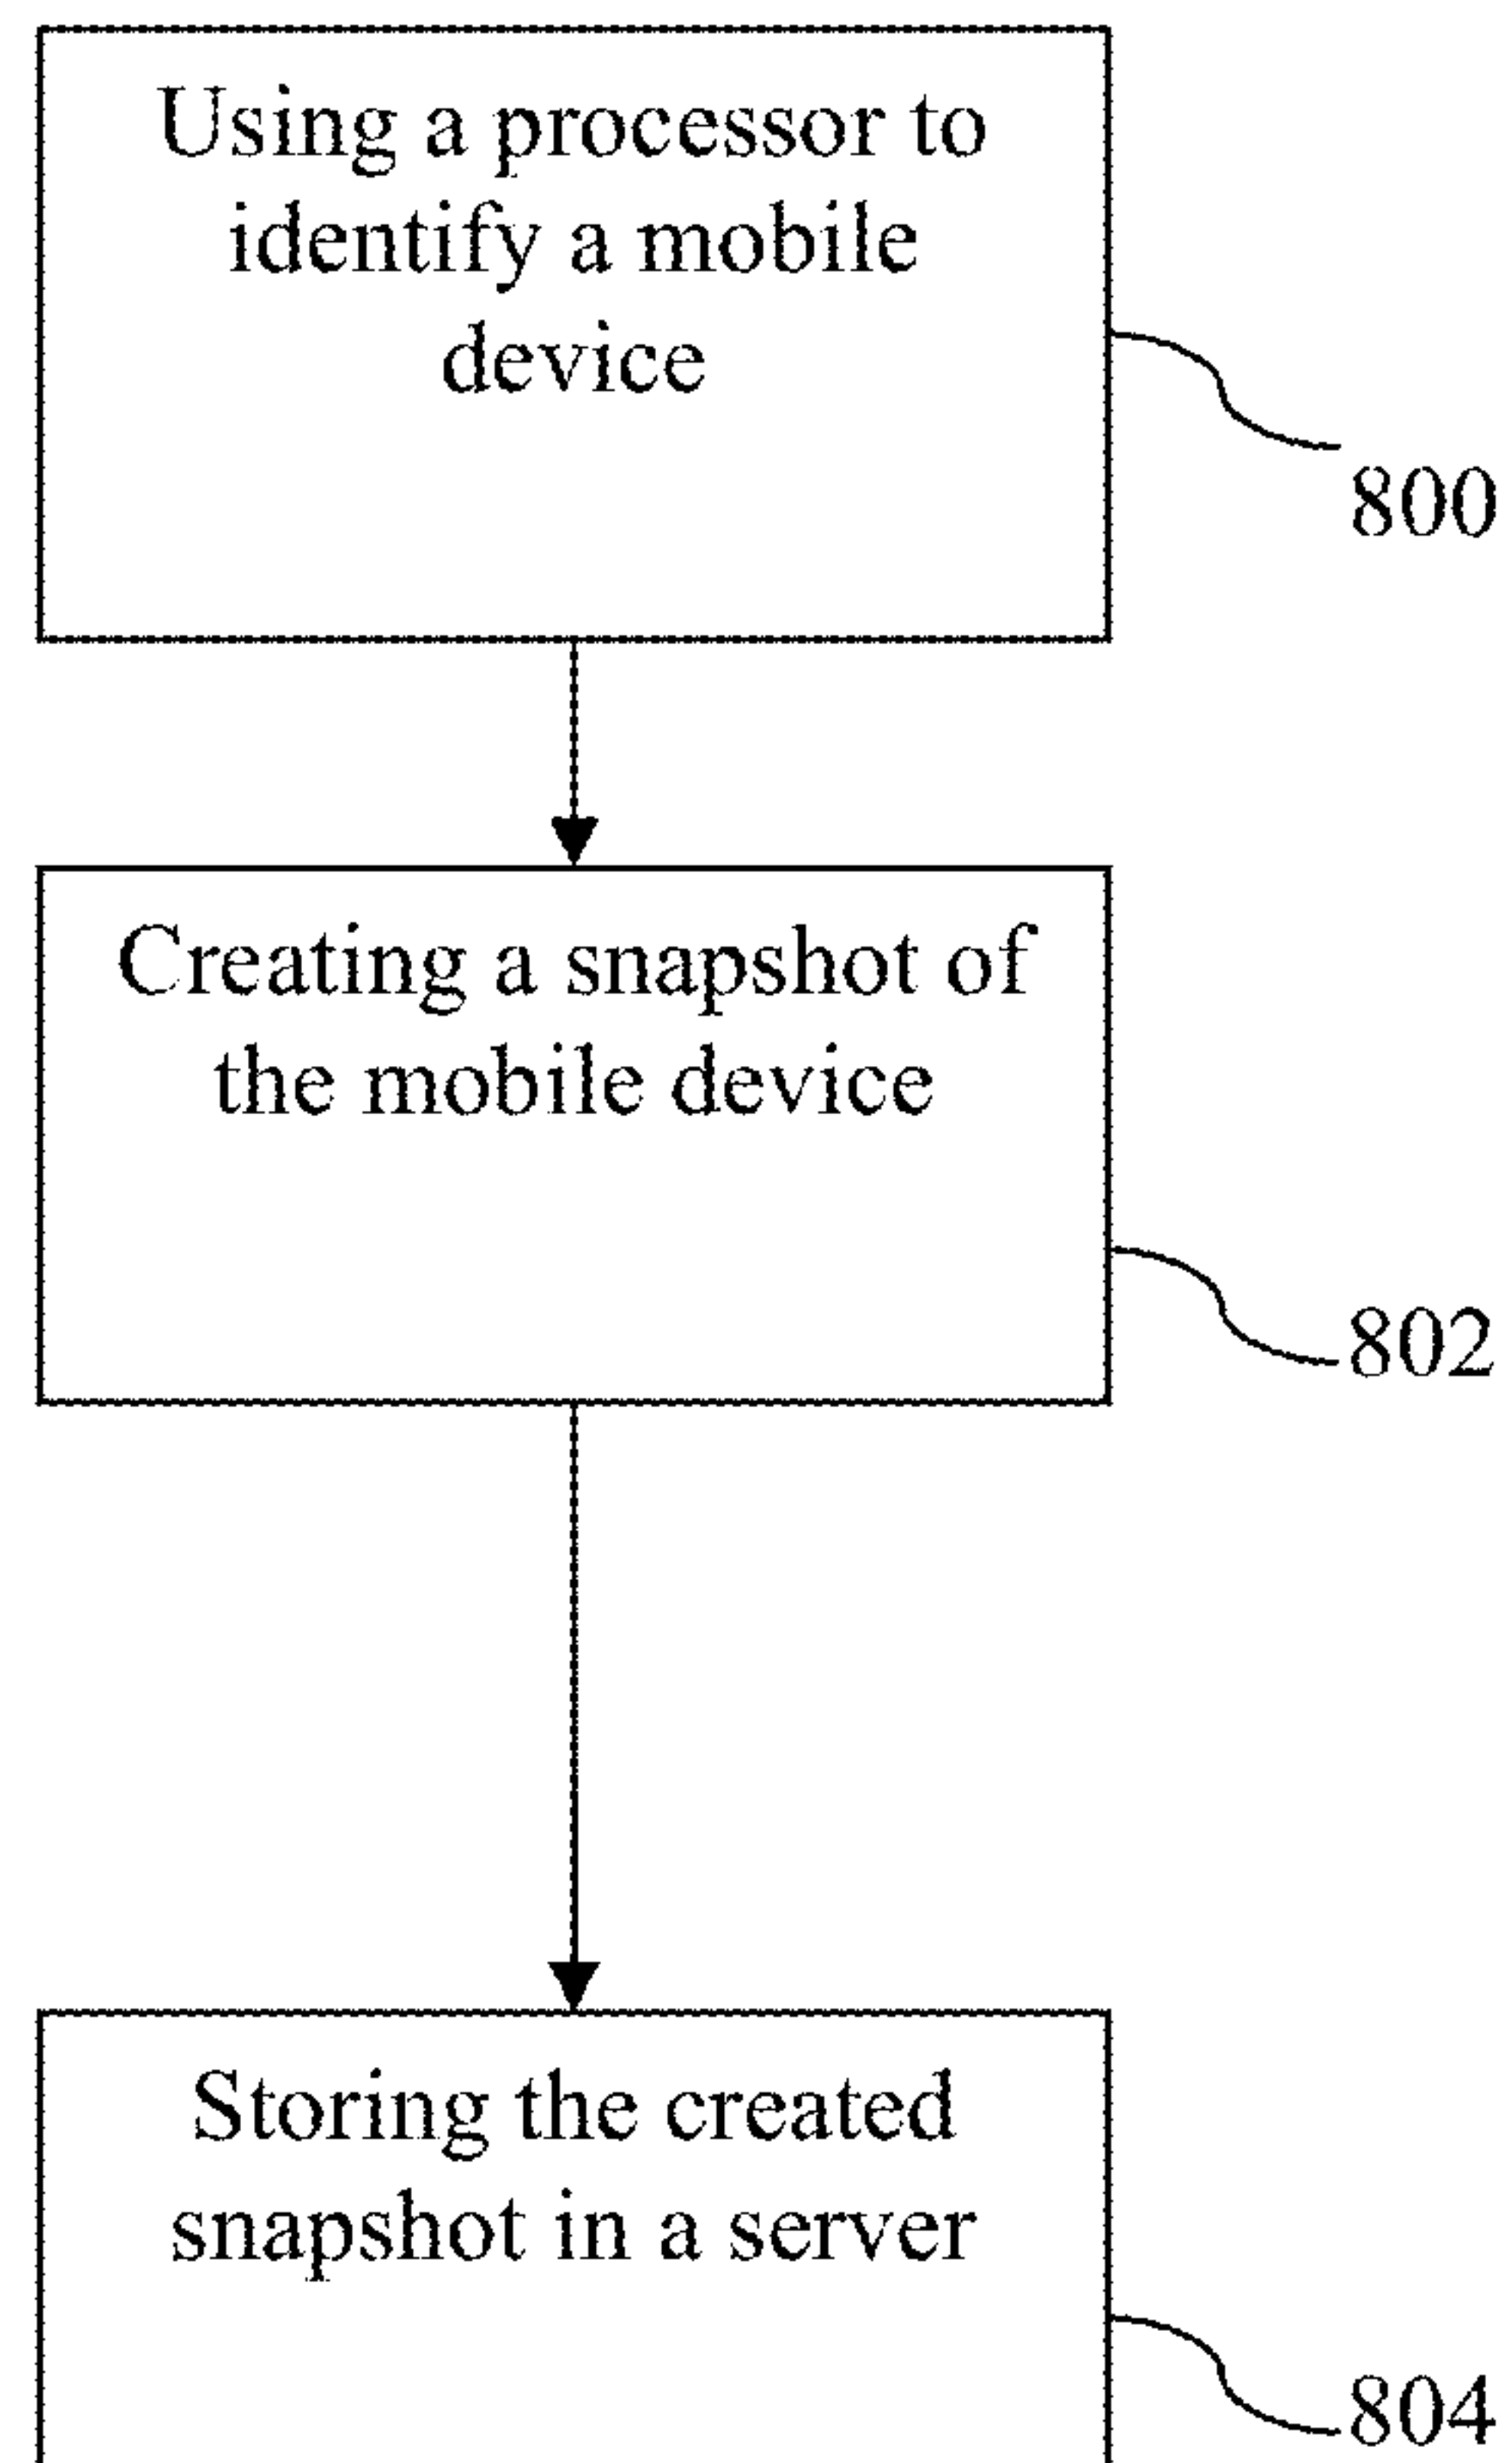 Using a processor to
identify a mobile
device
800
Creating a snapshot of
the mobile device
802
Storing the created
snapshot in a server
804